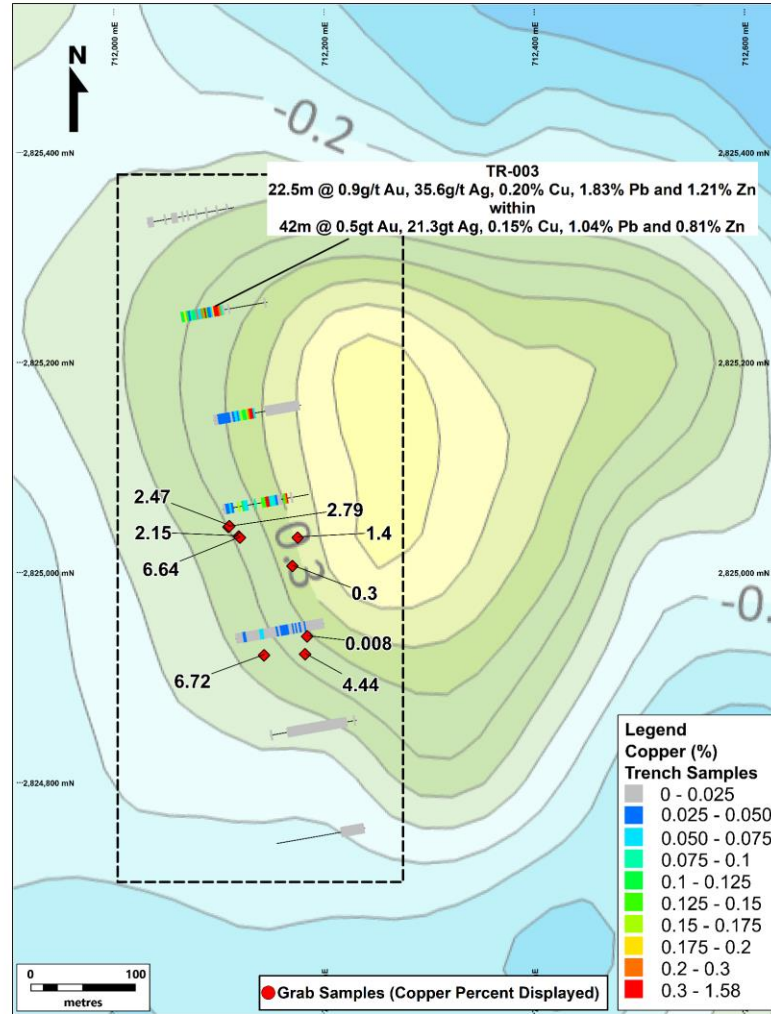 712,000 mE
712,200 mE
712,400 mE
712,600 mE
N
-0.2
2,825,400 mN
2,825,400 mN
TR-003
22.5m @ 0.9g/t Au, 35.6g/t Ag, 0.20% Cu, 1.83% Pb and 1.21% Zn
within
42m @ 0.5gt Au, 21.3gt Ag, 0.15% Cu, 1.04% Pb and 0.81% Zn
2,825,200 mN
2,825,200 mN
2.47
2.79
2.15
1.4
6.64
0.3
0.3
2,825,000 mN
2,825,000 mN
-0.
0.008
6.72
4.44
2,824,800 mN
Legend
Copper (%)
Trench Samples
0 - 0.025
0.025 - 0.050
0.050 - 0.075
0.075 - 0.1
0.1 - 0.125
0.125 - 0.15
0.15 - 0.175
0.175 - 0.2
0.2 - 0.3
0.3 - 1.58
0 100
metres
Grab Samples (Copper Percent Displayed)